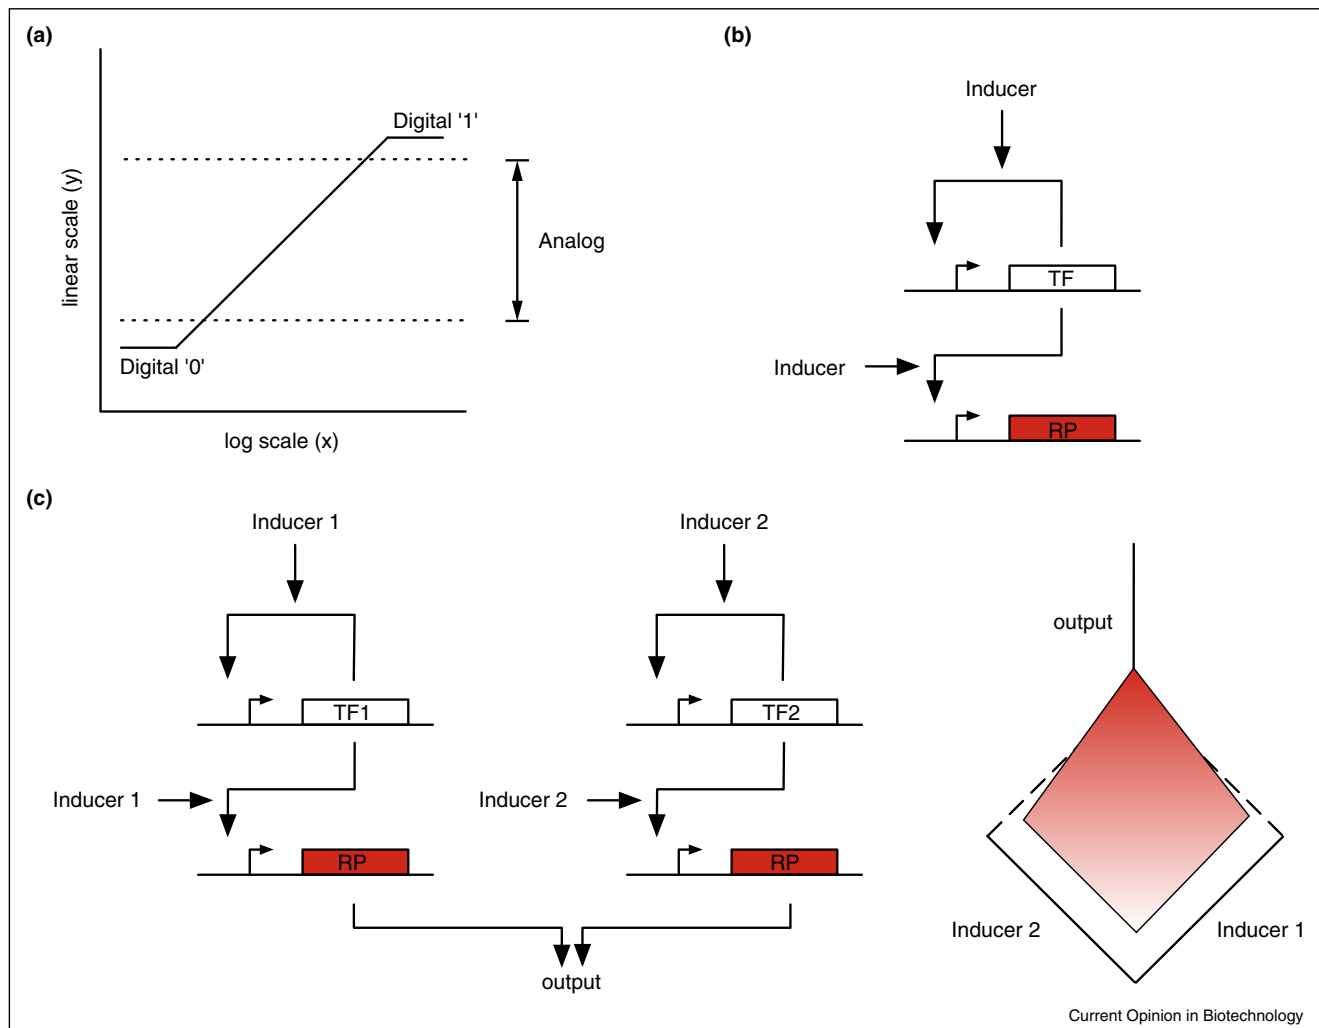 (a)
Digital '1'
linear scale (y)
Analog
Digital '0'
log scale (x)
(b)
Inducer
TF
Inducer
RP
(c)
Inducer 1
Inducer 2
output
TF1
TF2
Inducer 1
Inducer 2
RP
RP
Inducer 2
Inducer 1
output
Current Opinion in Biotechnology